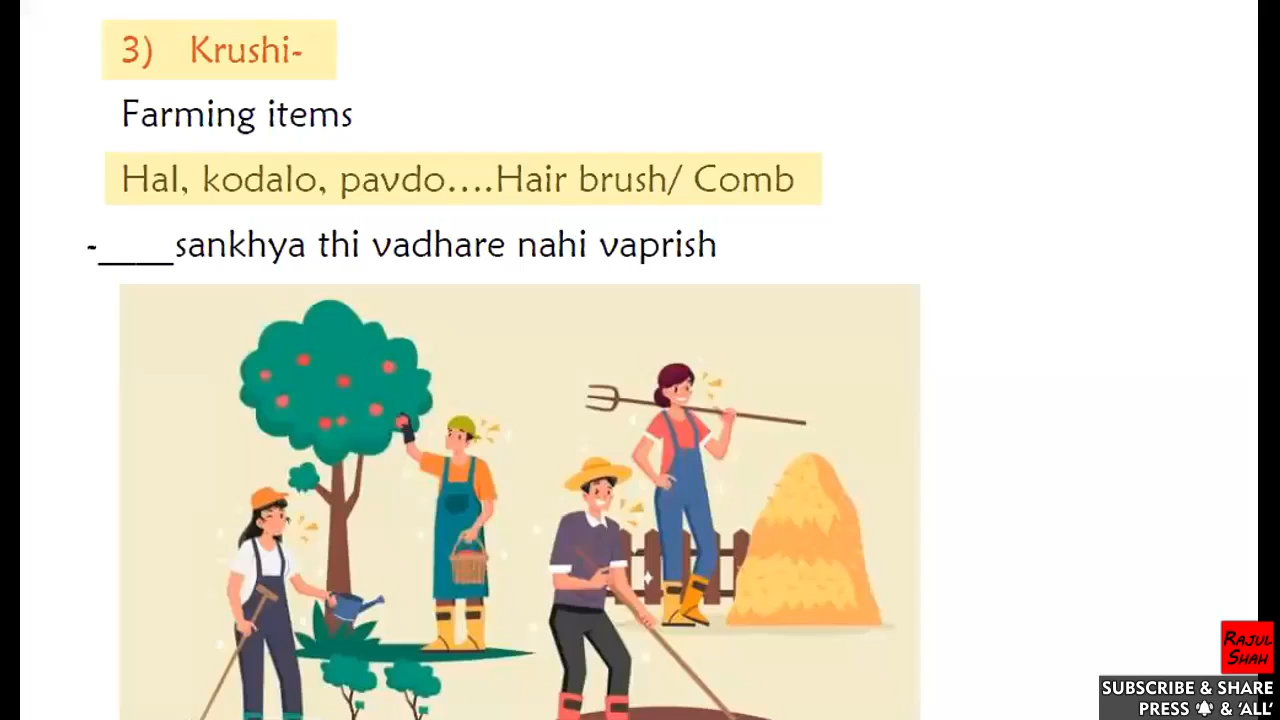 3) Krushi-
Farming items
Hal, kodalo, pavdo....Hair brush/ Comb
-____sankhya thi vadhare nahi vaprish
RAJUL
SHAH
SUBSCRIBE & SHARE
PRESS 🔔 & 'ALL'